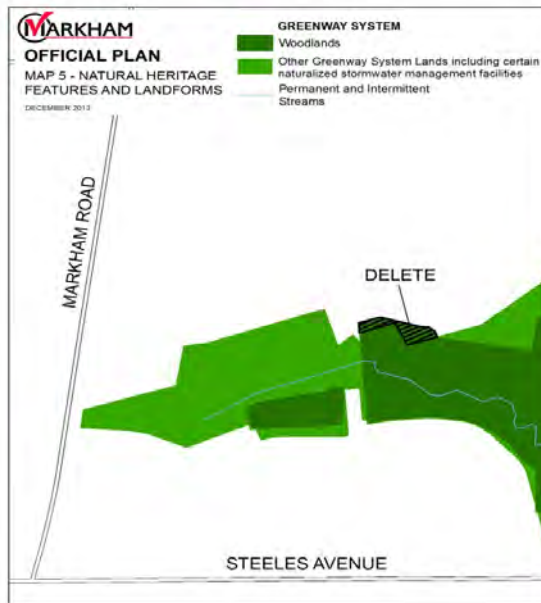 MARKHAM
OFFICIAL PLAN
MAP 5 - NATURAL HERITAGE
FEATURES AND LANDFORMS
DECEMBER 2013
GREENWAY SYSTEM
Woodlands
Other Greenway System Lands including certain
naturalized stormwater management facilities
Permanent and Intermittent
Streams
MARKHAM ROAD
DELETE
STEELES AVENUE